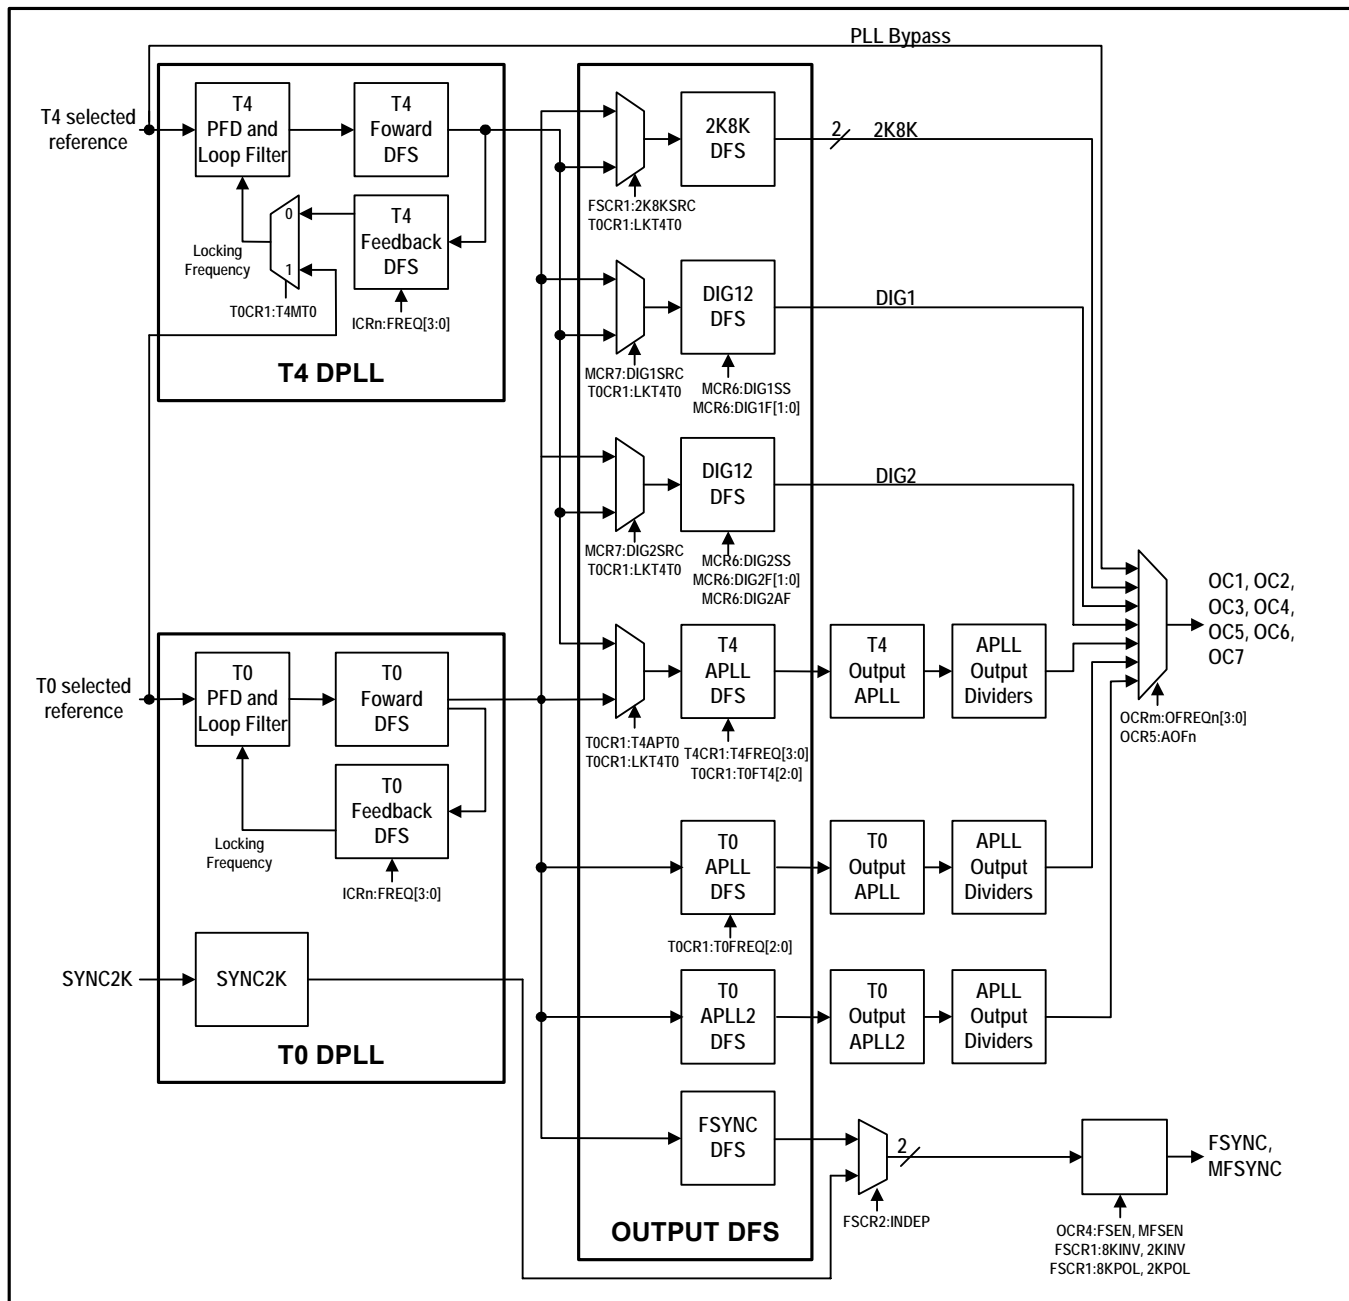 PLL Bypass
T4 selected
reference
T4
PFD and
Loop Filter
T4
Foward
DFS
0
1
T4
Feedback
DFS
Locking
Frequency
T0CR1:T4MT0
ICRn:FREQ[3:0]
T4 DPLL
2K8K
DFS
2
2K8K
FSCR1:2K8KSRC
T0CR1:LKT4T0
DIG12
DFS
DIG1
MCR7:DIG1SRC
T0CR1:LKT4T0
MCR6:DIG1SS
MCR6:DIG1F[1:0]
DIG12
DFS
DIG2
MCR7:DIG2SRC
T0CR1:LKT4T0
MCR6:DIG2SS
MCR6:DIG2F[1:0]
MCR6:DIG2AF
OC1, OC2,
OC3, OC4,
OC5, OC6,
OC7
OCRm:OFREQn[3:0]
OCR5:AOFn
T0 selected
reference
T0
PFD and
Loop Filter
T0
Foward
DFS
T0
Feedback
DFS
Locking
Frequency
ICRn:FREQ[3:0]
T4
APLL
DFS
T4
Output
APLL
APLL
Output
Dividers
T0CR1:T4APT0
T0CR1:LKT4T0
T4CR1:T4FREQ[3:0]
T0CR1:T0FT4[2:0]
T0
APLL
DFS
T0
Output
APLL
APLL
Output
Dividers
T0CR1:T0FREQ[2:0]
SYNC2K
SYNC2K
T0 DPLL
T0
APLL2
DFS
T0
Output
APLL2
APLL
Output
Dividers
FSYNC
DFS
2
FSYNC,
MFSYNC
FSCR2:INDEP
OUTPUT DFS
OCR4:FSEN, MFSEN
FSCR1:8KINV, 2KINV
FSCR1:8KPOL, 2KPOL